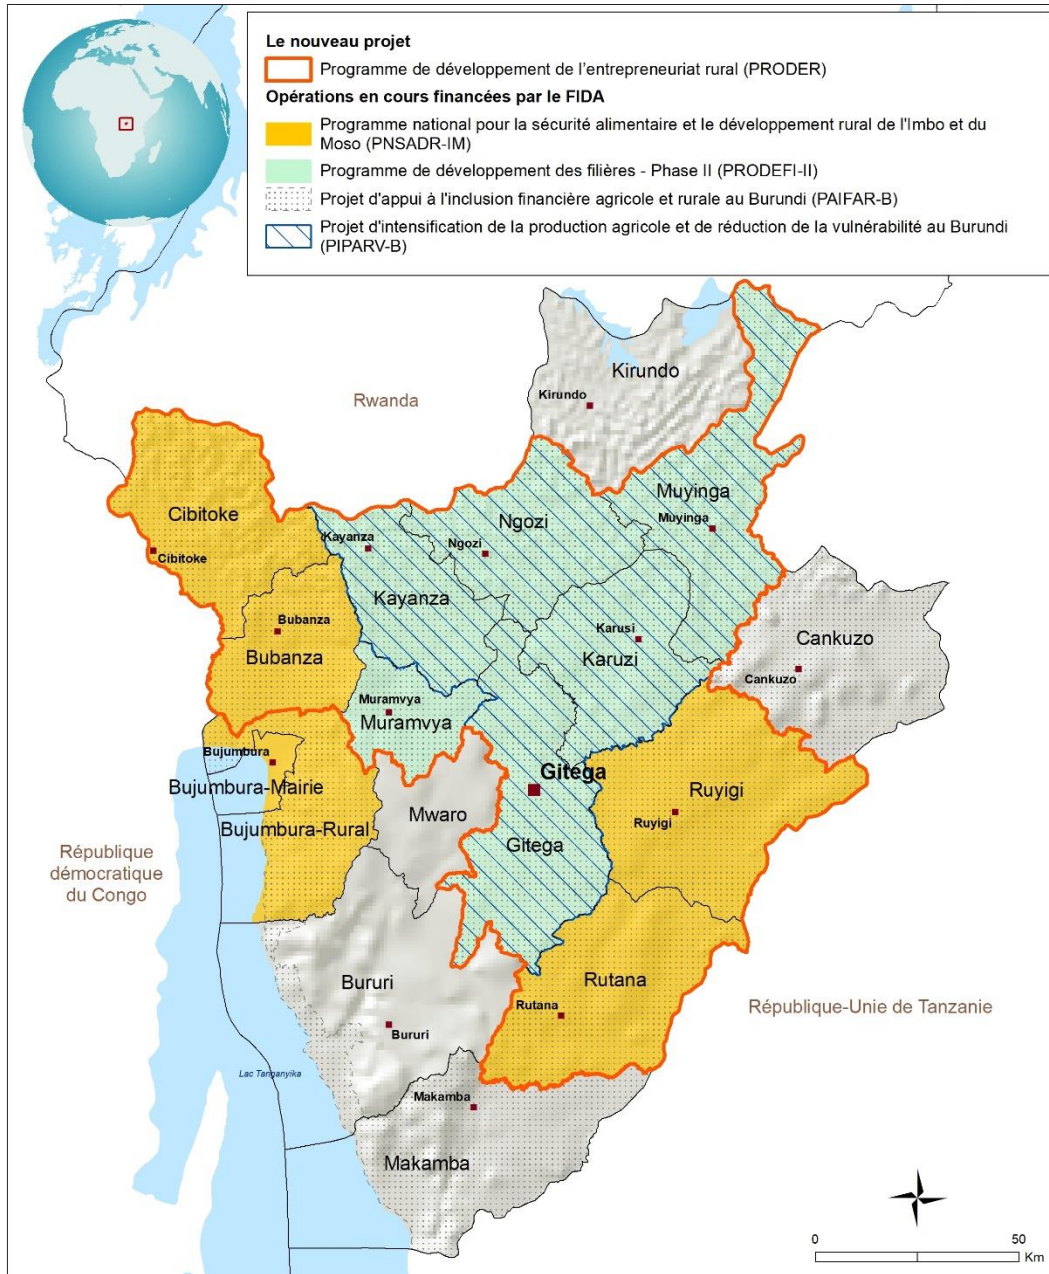 Le nouveau projet
Programme de développement de l'entrepreneuriat rural (PRODER)
Opérations en cours financées par le FIDA
Programme national pour la sécurité alimentaire et le développement rural de l'Imbo et du
Moso (PNSADR-IM)
Programme de développement des filières - Phase II (PRODEFI-II)
Projet d'appui à l'inclusion financière agricole et rurale au Burundi (PAIFAR-B)
Projet d'intensification de la production agricole et de réduction de la vulnérabilité au Burundi
(PIPARV-B)
Kirundo
Kirundo
Rwanda
Muyinga
Muyinga
Cibitoke
Cibitoke
Ngozi
Ngozi
Kayanza
Kayanza
Bubanza
Bubanza
Karusi
Karuzi
Cankuzo
Cankuzo
Muramvya
Muramvya
Bujumbura
Bujumbura-Mairie
Gitega
Gitega
Ruyigi
Ruyigi
Mwaro
Bujumbura-Rural
République
démocratique
du Congo
Bururi
Bururi
Rutana
Rutana
République-Unie de Tanzanie
Lac Tanganyika
Makamba
Makamba
0
50
Km